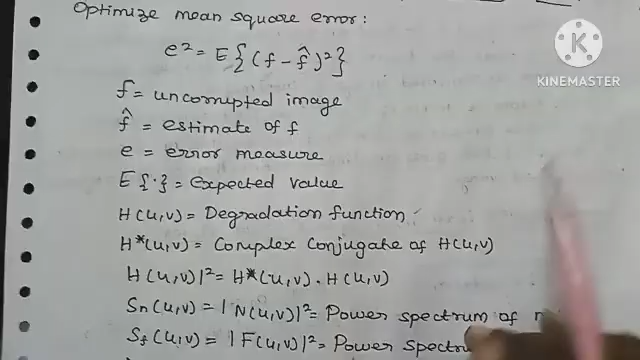 Optimize mean square error:
e² = E{(f - f̂)²}
f = uncorrupted image
f̂ = estimate of f
e = error measure
E{·} = expected value
H(u,v) = Degradation function
H*(u,v) = Complex Conjugate of H(u,v)
H(u,v)|² = H*(u,v). H(u,v)
Sn(u,v) = |N(u,v)|² = Power spectrum of
Sf(u,v) = |F(u,v)|² = Power
KINEMASTER